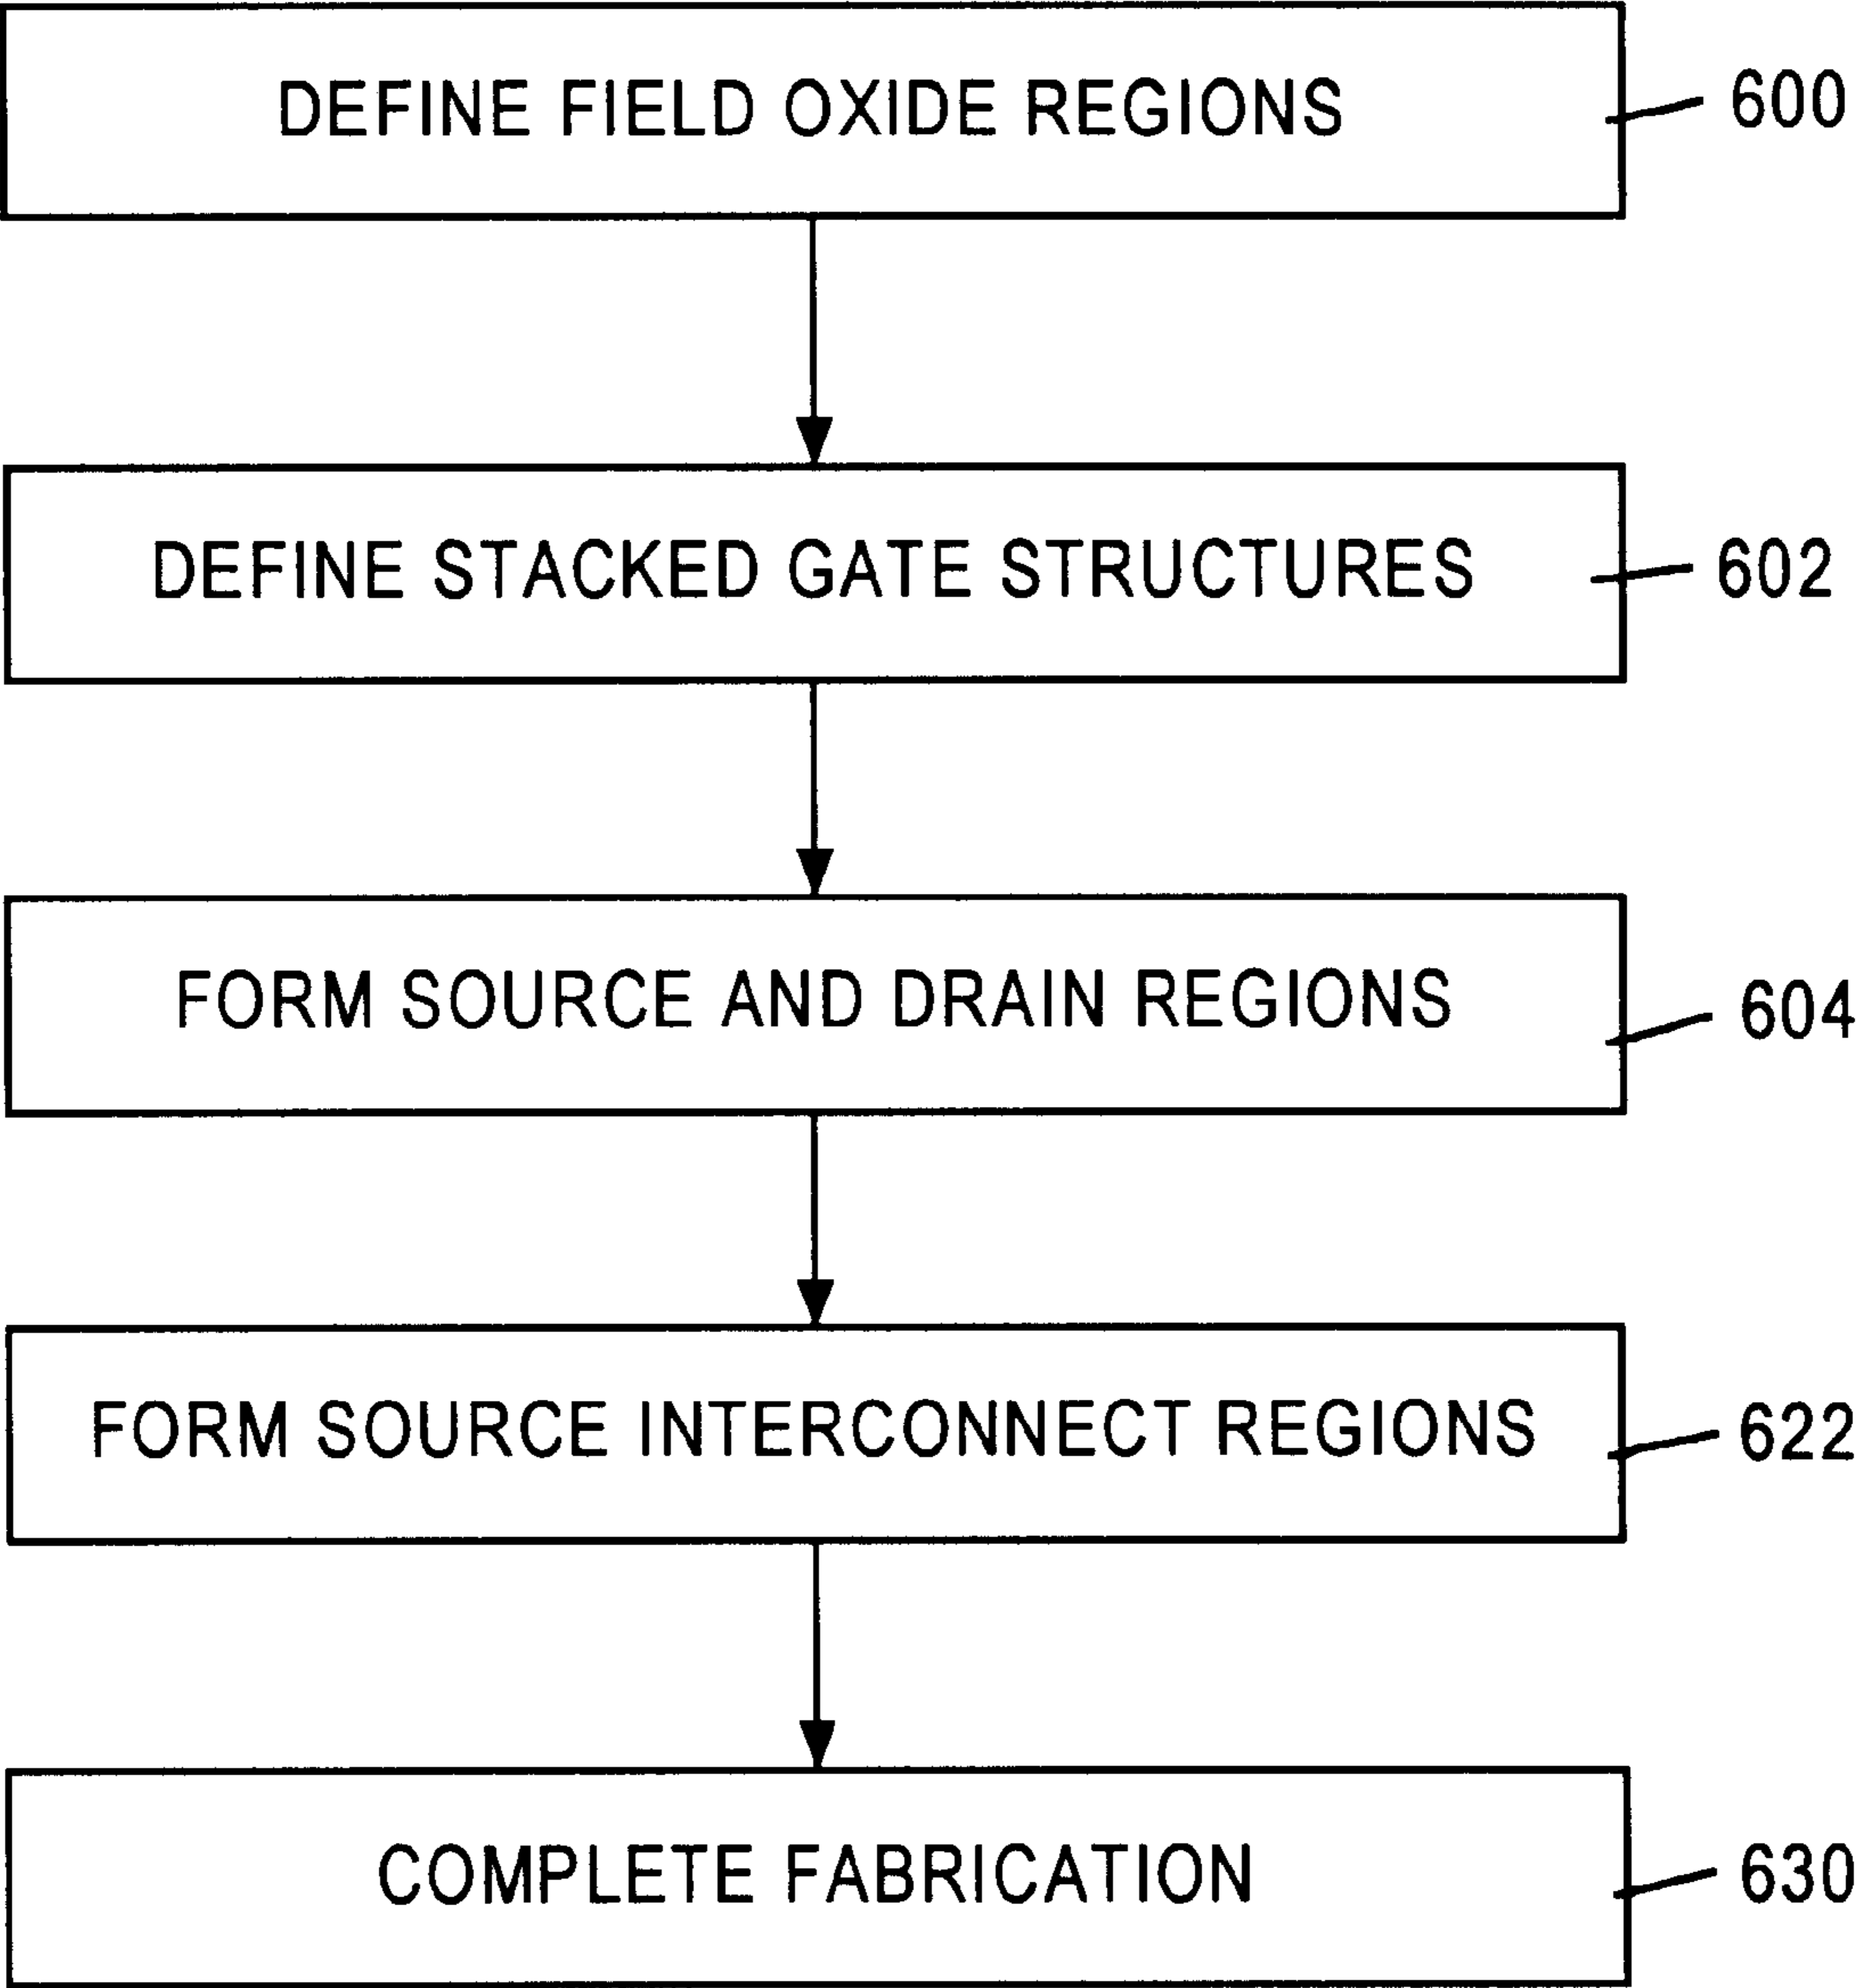 DEFINE FIELD OXIDE REGIONS
600
DEFINE STACKED GATE STRUCTURES
602
FORM SOURCE AND DRAIN REGIONS
604
FORM SOURCE INTERCONNECT REGIONS
622
COMPLETE FABRICATION
630